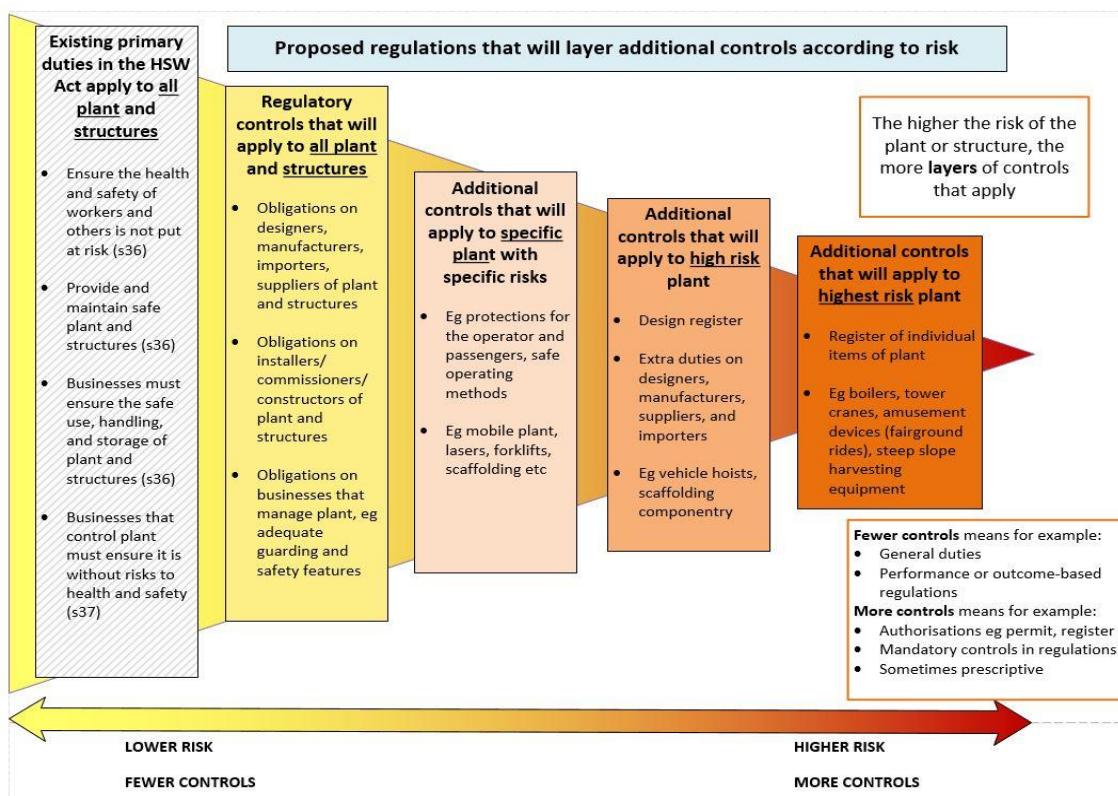 Existing primary
duties in the HSW
Act apply to all
plant and
structures
• Ensure the health
and safety of
workers and
others is not put
at risk (s36)
• Provide and
maintain safe
plant and
structures (s36)
• Businesses must
ensure the safe
use, handling,
and storage of
plant and
structures (s36)
• Businesses that
control plant
must ensure it is
without risks to
health and safety
(s37)
Proposed regulations that will layer additional controls according to risk
Regulatory
controls that will
apply to all plant
and structures
• Obligations on
designers,
manufacturers,
importers,
suppliers of plant
and structures
• Obligations on
installers/
commissioners/
constructors of
plant and
structures
• Obligations on
businesses that
manage plant, eg
adequate
guarding and
safety features
Additional
controls that will
apply to specific
plant with
specific risks
• Eg protections for
the operator and
passengers, safe
operating
methods
• Eg mobile plant,
lasers, forklifts,
scaffolding etc
Additional
controls that will
apply to high risk
plant
• Design register
• Extra duties on
designers,
manufacturers,
suppliers, and
importers
• Eg vehicle hoists,
scaffolding
componentry
The higher the risk of the
plant or structure, the
more layers of controls
that apply
Additional controls
that will apply to
highest risk plant
• Register of individual
items of plant
• Eg boilers, tower
cranes, amusement
devices (fairground
rides), steep slope
harvesting
equipment
Fewer controls means for example:
• General duties
• Performance or outcome-based
regulations
More controls means for example:
• Authorisations eg permit, register
• Mandatory controls in regulations
• Sometimes prescriptive
LOWER RISK
FEWER CONTROLS
HIGHER RISK
MORE CONTROLS